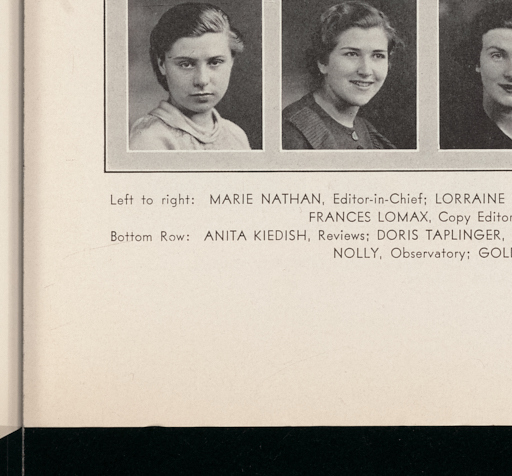 Left to right: MARIE NATHAN, Editor-in-Chief; LORRAINE
FRANCES LOMAX, Copy Editor
Bottom Row: ANITA KIEDISH, Reviews; DORIS TAPLINGER,
NOLLY, Observatory; GOL